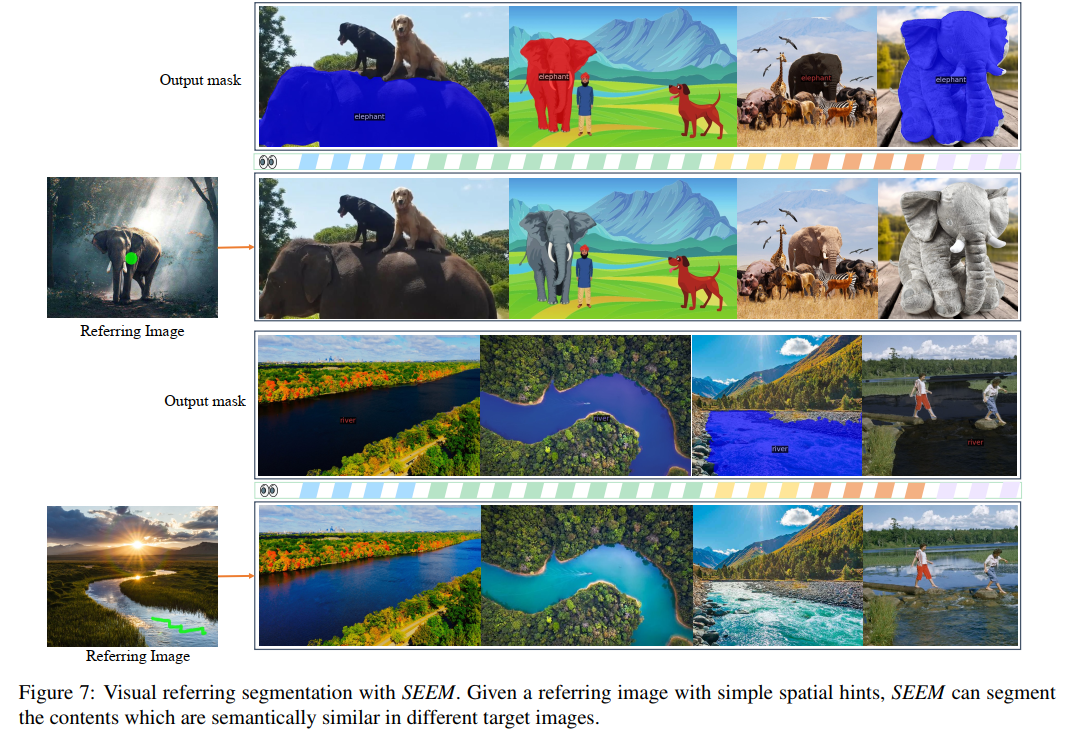 Output mask
elephant
elephant
elephant
elephant
Referring Image
Output mask
river
river
river
river
Referring Image
Figure 7: Visual referring segmentation with SEEM. Given a referring image with simple spatial hints, SEEM can segment
the contents which are semantically similar in different target images.